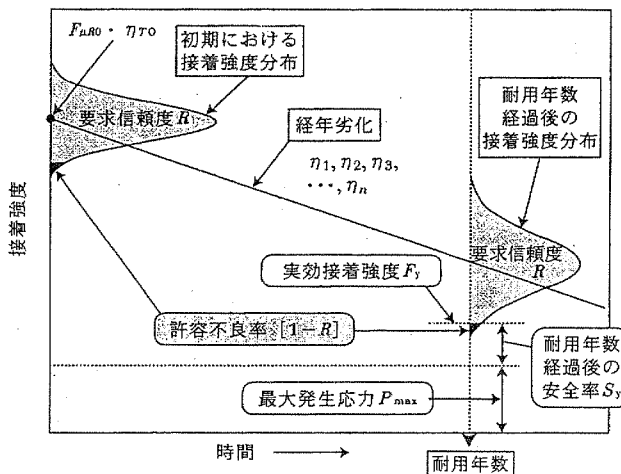 F_μR0・η_T0
初期における
接着強度分布
要求信頼度 R
耐用年数
経過後の
接着強度分布
経年劣化
η₁, η₂, η₃,
…, ηₙ
接着強度
要求信頼度
R
実効接着強度 F_y
許容不良率 [1−R]
耐用年数
経過後の
安全率 S_y
最大発生応力 P_max
時間
耐用年数